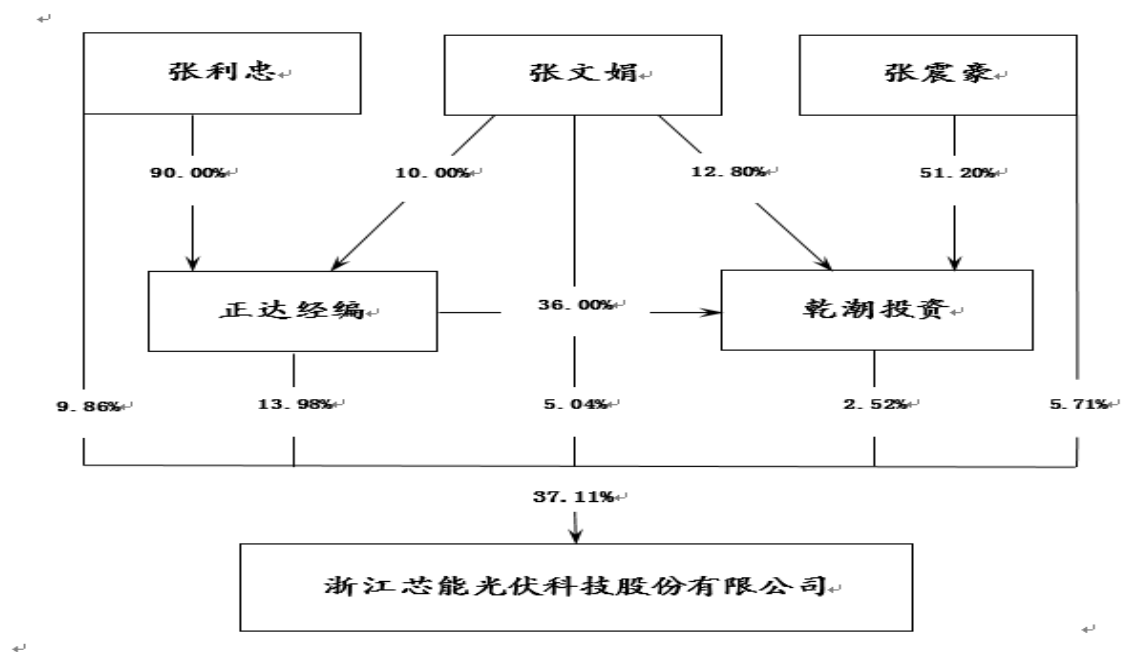 张利忠
张文娟
张震豪
90.00%
10.00%
12.80%
51.20%
正达经编
36.00%
乾潮投资
9.86%
13.98%
5.04%
2.52%
5.71%
37.11%
浙江芯能光伏科技股份有限公司